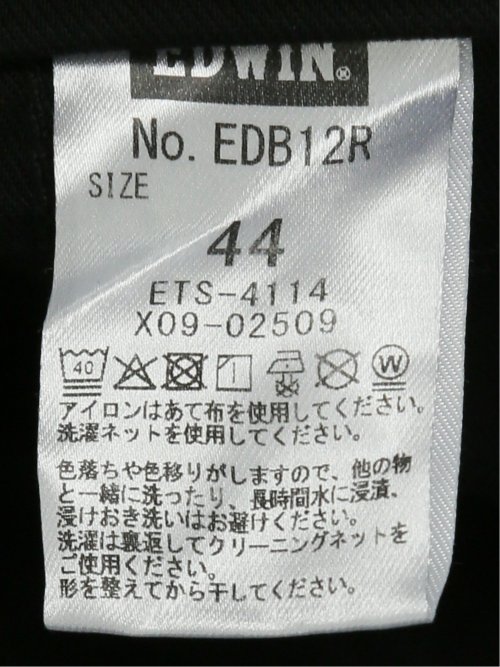 EDWIN®
No. EDB12R
SIZE
44
ETS-4114
X09-02509
40 W
アイロンはあて布を使用してください。
洗濯ネットを使用してください。
色落ちや色移りがしますので、他の物
と一緒に洗ったり、長時間水に浸漬、
浸けおき洗いはお避けください。
洗濯は裏返してクリーニングネットを
ご使用ください。
形を整えてから干してください。